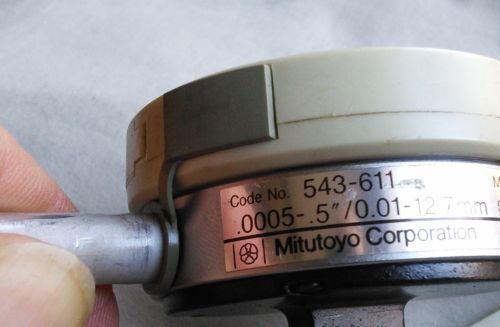 Code No. 543-611
.0005-.5"/0.01-12.7mm
Mitutoyo Corporation